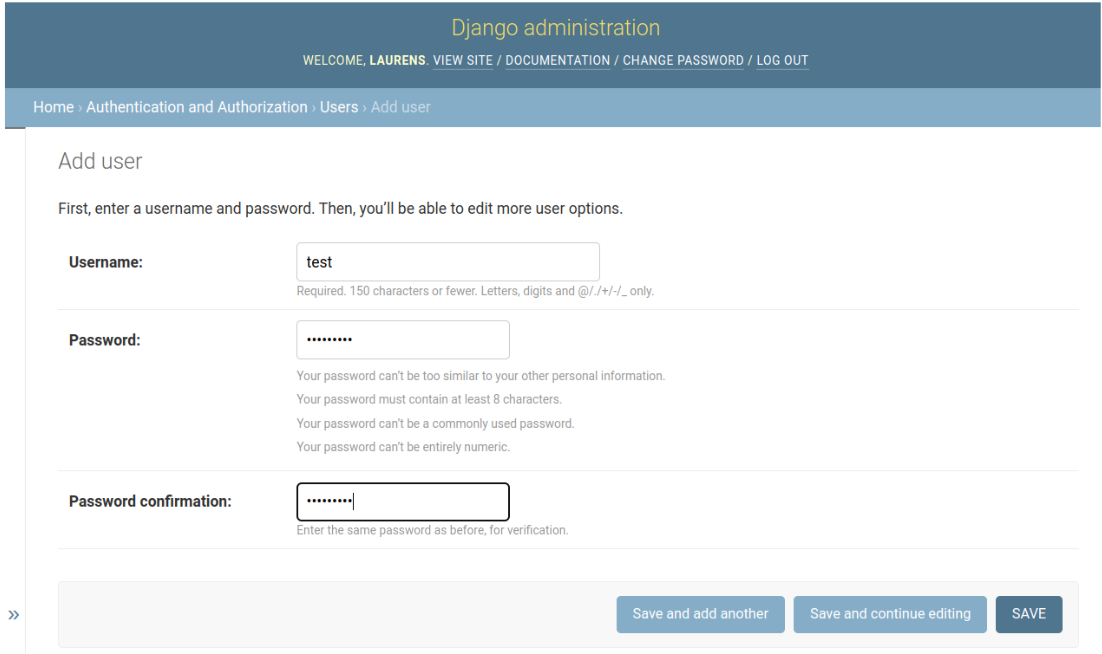 Django administration
WELCOME, LAURENS. VIEW SITE / DOCUMENTATION / CHANGE PASSWORD / LOG OUT
Home › Authentication and Authorization › Users › Add user
Add user
First, enter a username and password. Then, you’ll be able to edit more user options.
Username: test
Required. 150 characters or fewer. Letters, digits and @/./+/-/_ only.
Password: •••••••••
Your password can’t be too similar to your other personal information.
Your password must contain at least 8 characters.
Your password can’t be a commonly used password.
Your password can’t be entirely numeric.
Password confirmation: •••••••••
Enter the same password as before, for verification.
» Save and add another Save and continue editing SAVE